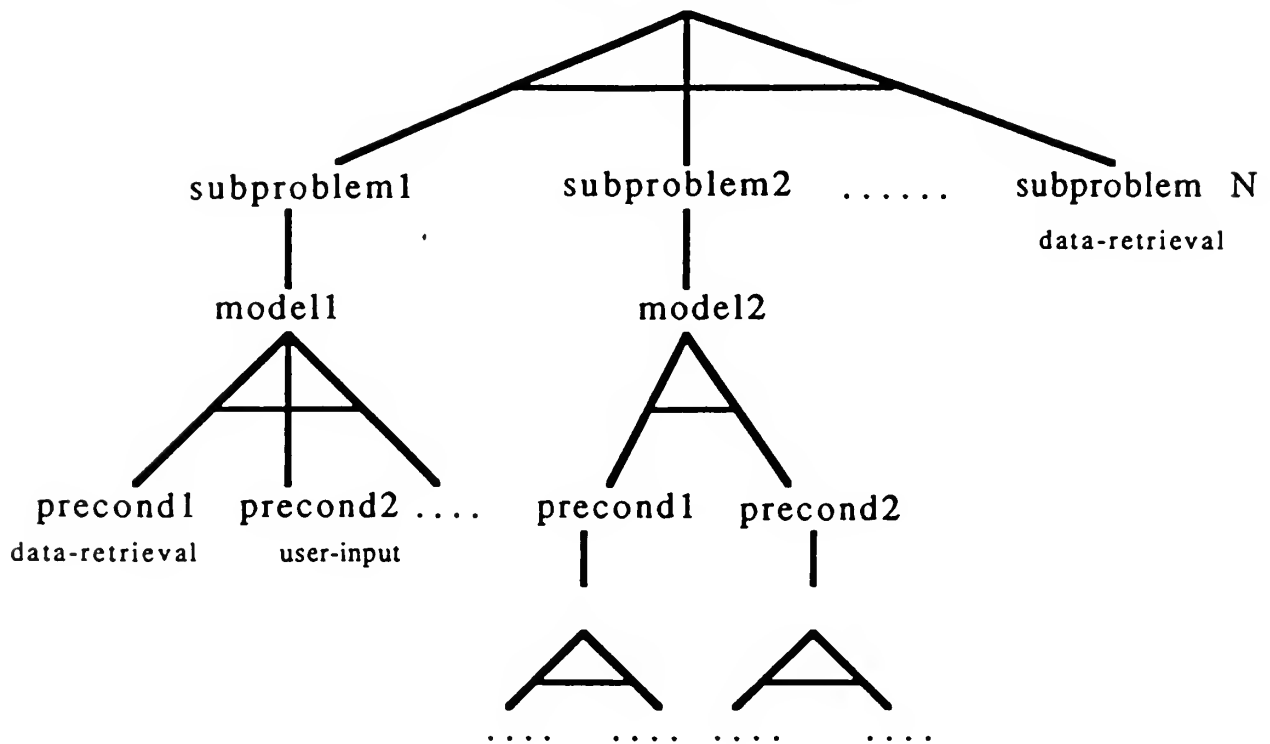 subproblem1 subproblem2 ...... subproblem N
data-retrieval
model1 model2
precond1 precond2 .... precond1 precond2
data-retrieval user-input
.... .... .... ....